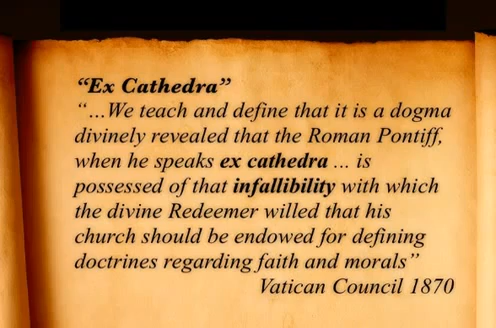 “Ex Cathedra”
“…We teach and define that it is a dogma
divinely revealed that the Roman Pontiff,
when he speaks ex cathedra ... is
possessed of that infallibility with which
the divine Redeemer willed that his
church should be endowed for defining
doctrines regarding faith and morals”
Vatican Council 1870